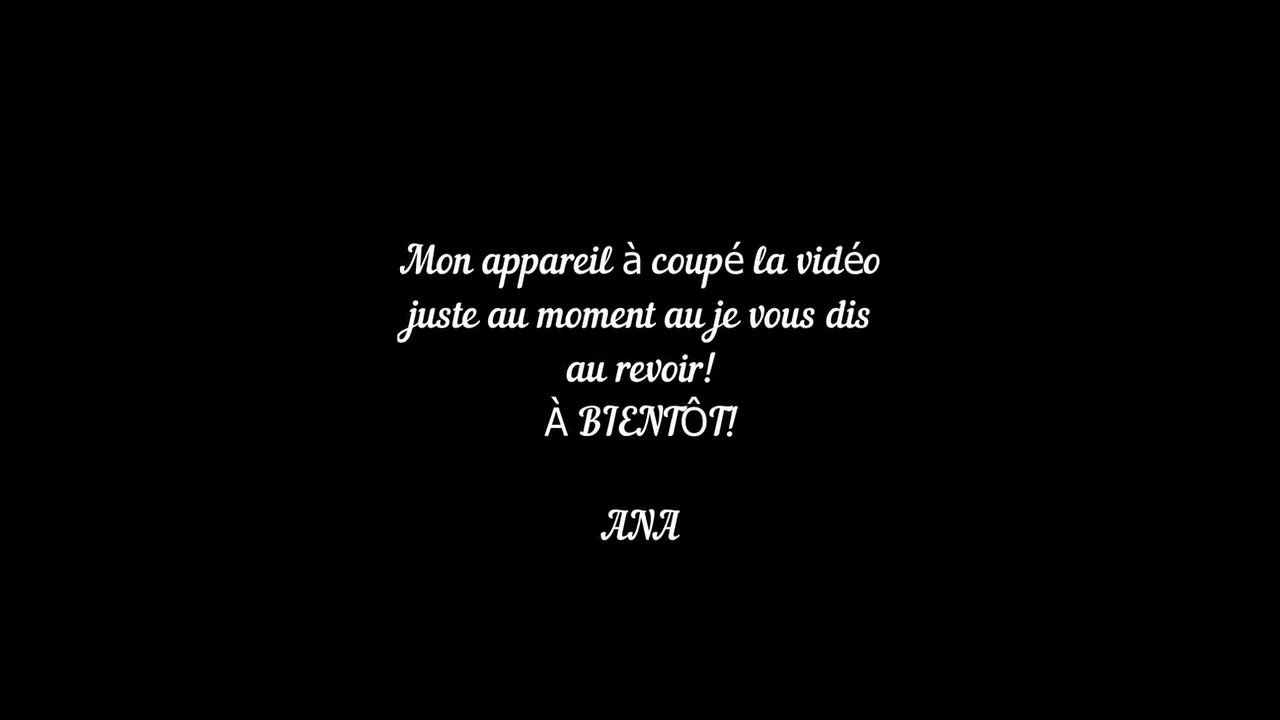 Mon appareil à coupé la vidéo
juste au moment au je vous dis
au revoir!
À BIENTÔT!
ANA